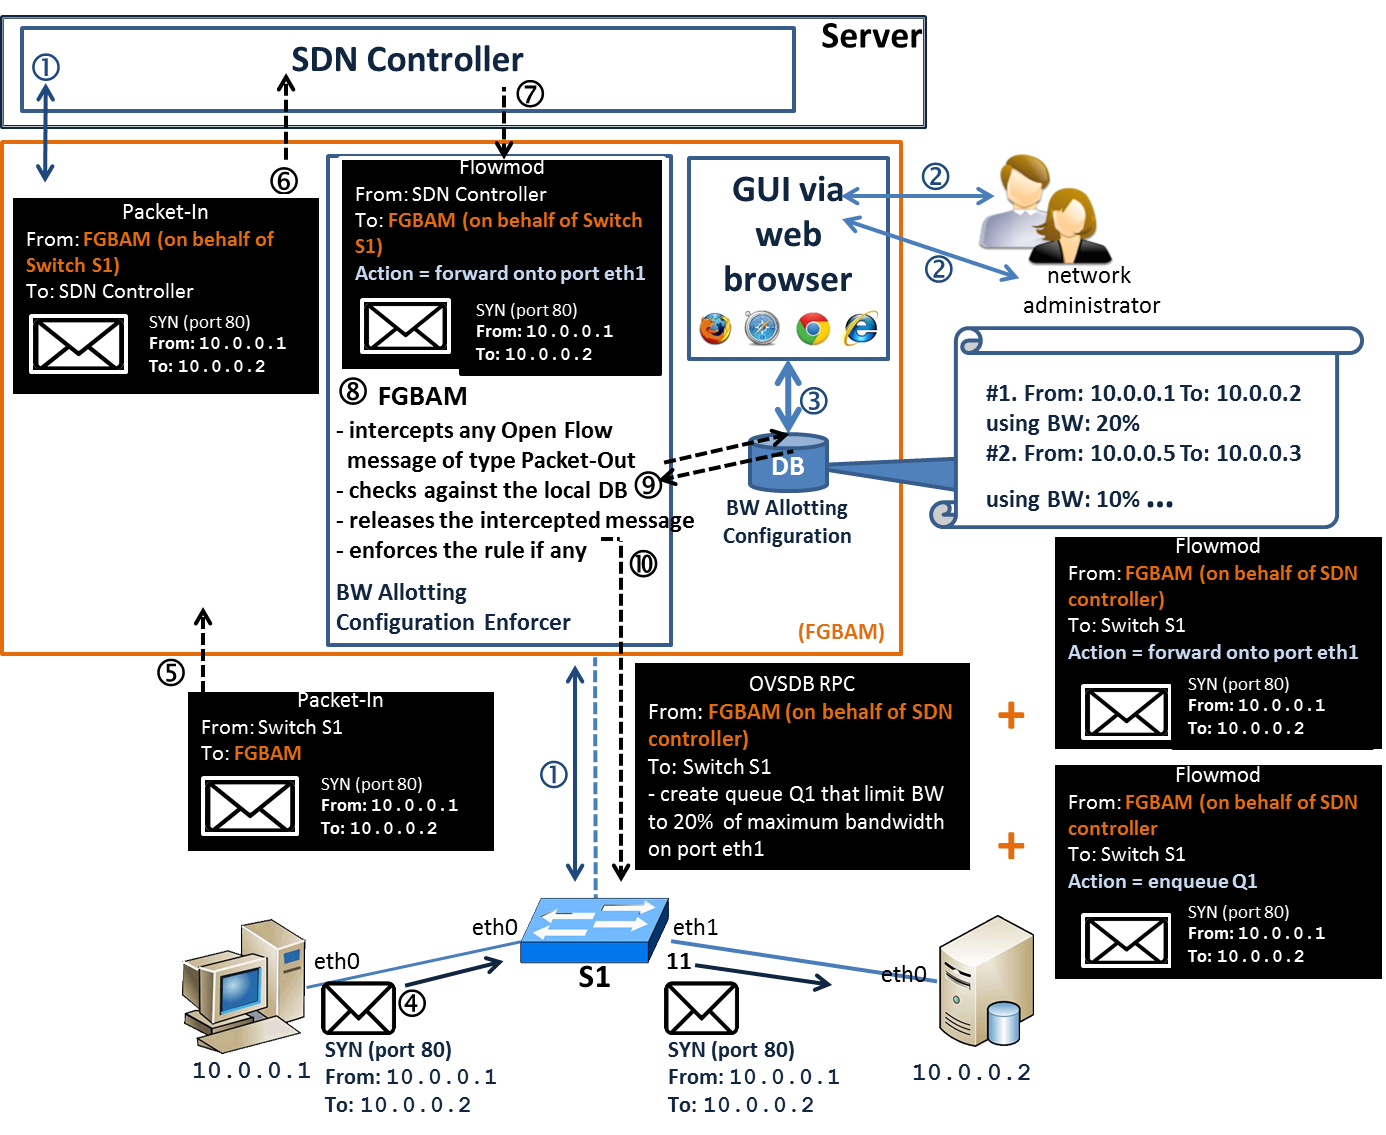 Server
SDN Controller
①
⑦
⑥
Packet-In
From: FGBAM (on behalf of
Switch S1)
To: SDN Controller
SYN (port 80)
From: 10.0.0.1
To: 10.0.0.2
Flowmod
From: SDN Controller
To: FGBAM (on behalf of Switch
S1)
Action = forward onto port eth1
SYN (port 80)
From: 10.0.0.1
To: 10.0.0.2
⑧ FGBAM
- intercepts any Open Flow
message of type Packet-Out
- checks against the local DB ⑨
- releases the intercepted message
- enforces the rule if any
⑩
BW Allotting
Configuration Enforcer
GUI via
web
browser
②
②
network
administrator
③
DB
BW Allotting
Configuration
(FGBAM)
#1. From: 10.0.0.1 To: 10.0.0.2
using BW: 20%
#2. From: 10.0.0.5 To: 10.0.0.3
using BW: 10% ...
⑤
Packet-In
From: Switch S1
To: FGBAM
SYN (port 80)
From: 10.0.0.1
To: 10.0.0.2
①
OVSDB RPC
From: FGBAM (on behalf of SDN
controller)
To: Switch S1
- create queue Q1 that limit BW
to 20% of maximum bandwidth
on port eth1
+
Flowmod
From: FGBAM (on behalf of SDN
controller)
To: Switch S1
Action = forward onto port eth1
SYN (port 80)
From: 10.0.0.1
To: 10.0.0.2
+
Flowmod
From: FGBAM (on behalf of SDN
controller
To: Switch S1
Action = enqueue Q1
SYN (port 80)
From: 10.0.0.1
To: 10.0.0.2
eth0
eth0
S1
eth1
11
eth0
④
SYN (port 80)
From: 10.0.0.1
To: 10.0.0.2
SYN (port 80)
From: 10.0.0.1
To: 10.0.0.2
10.0.0.1
10.0.0.2